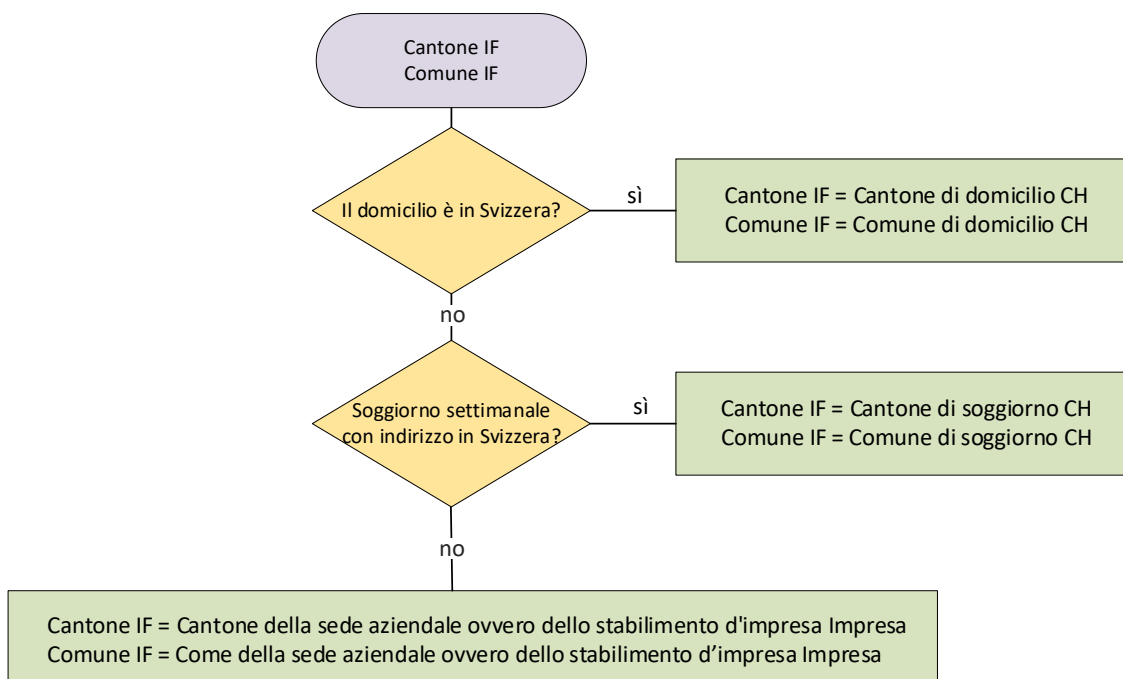 Cantone IF
Comune IF
Il domicilio è in Svizzera?
sì
Cantone IF = Cantone di domicilio CH
Comune IF = Comune di domicilio CH
no
Soggiorno settimanale
con indirizzo in Svizzera?
sì
Cantone IF = Cantone di soggiorno CH
Comune IF = Comune di soggiorno CH
no
Cantone IF = Cantone della sede aziendale ovvero dello stabilimento d'impresa Impresa
Comune IF = Come della sede aziendale ovvero dello stabilimento d’impresa Impresa